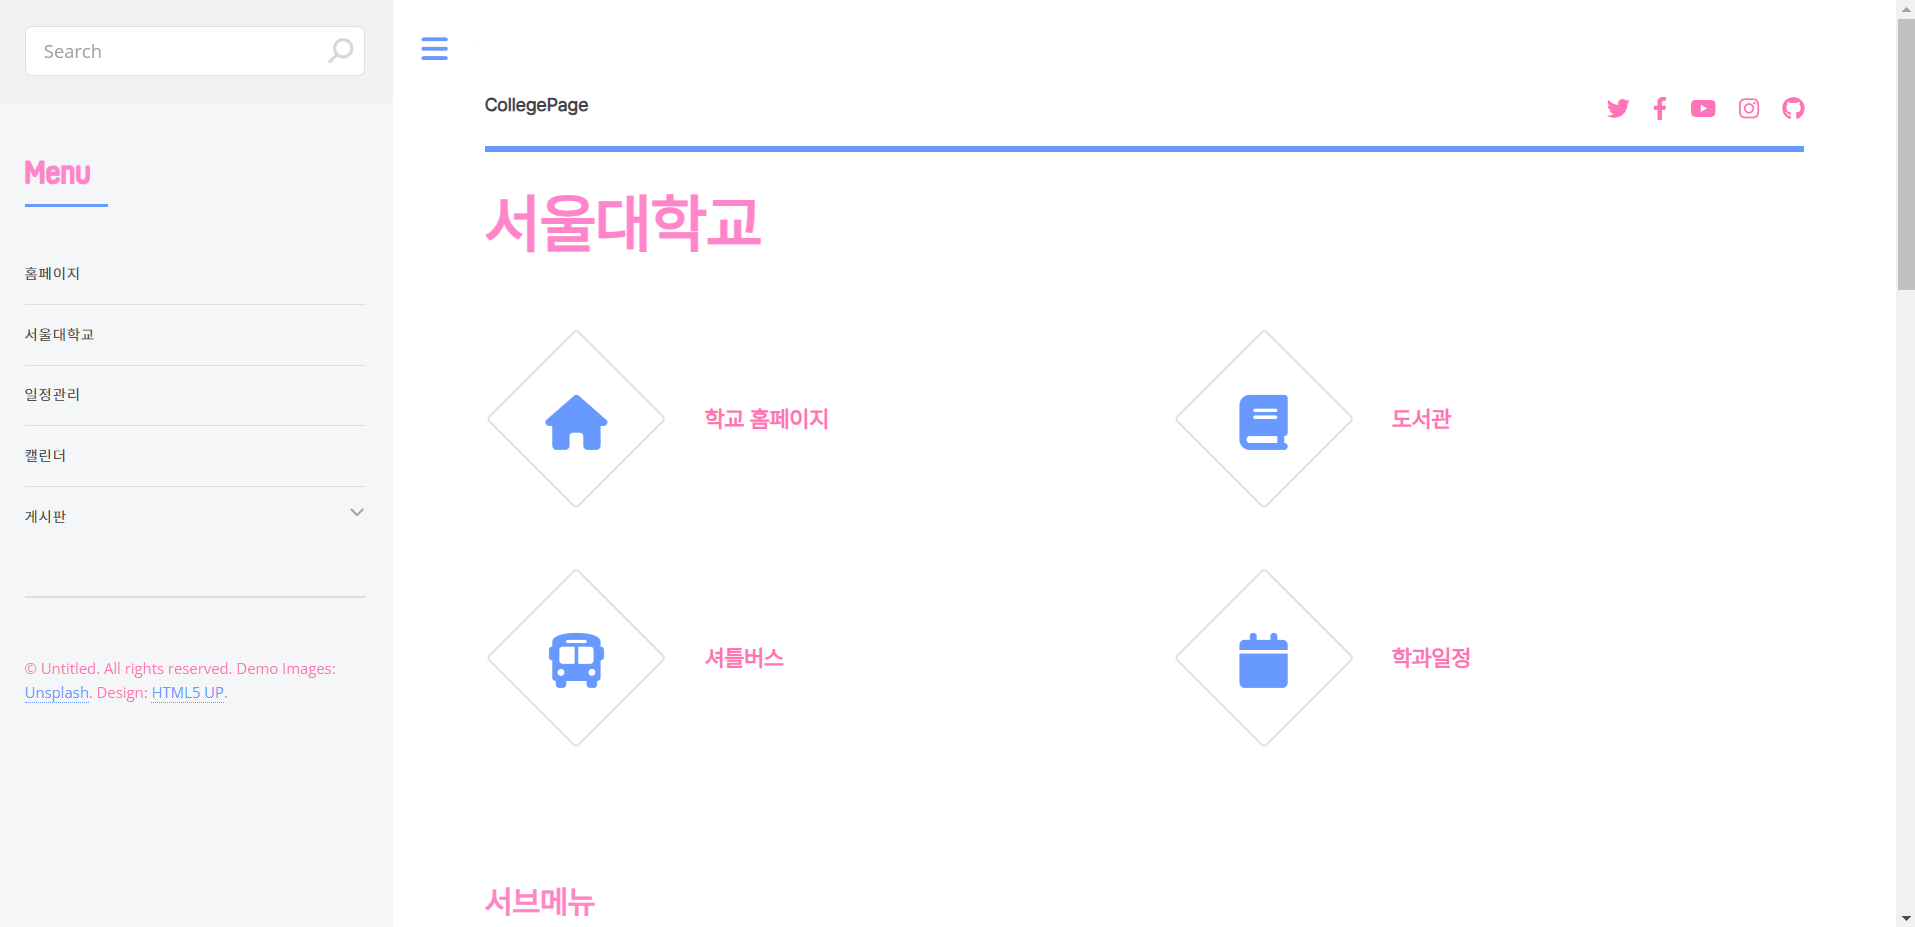 Search
Menu
홈페이지
서울대학교
일정관리
캘린더
게시판
© Untitled. All rights reserved. Demo Images:
Unsplash. Design: HTML5 UP.
CollegePage
서울대학교
학교 홈페이지
도서관
셔틀버스
학과일정
서브메뉴